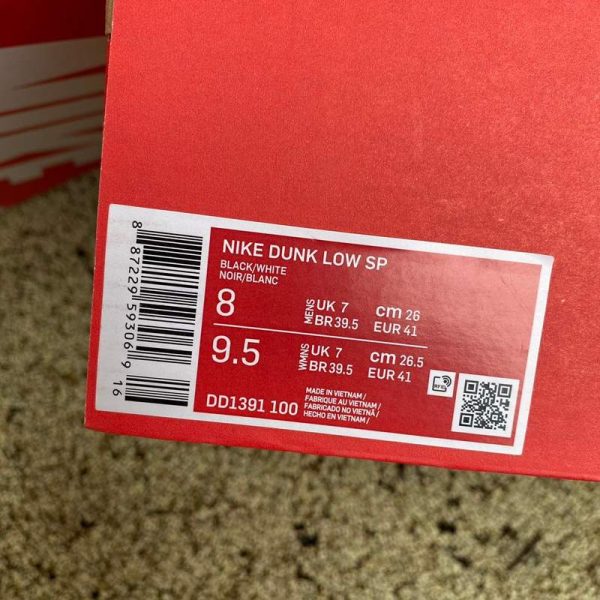 NIKE DUNK LOW SP
BLACK/WHITE
NOIR/BLANC
8 MENS UK 7 cm 26
BR 39.5 EUR 41
9.5 WMNS UK 7 cm 26.5
BR 39.5 EUR 41
DD1391 100
MADE IN VIETNAM /
FABRIQUE AU VIETNAM /
FABRICADO NO VIETNÃ /
HECHO EN VIETNAM /
RFID
8 87229 59306 9 16